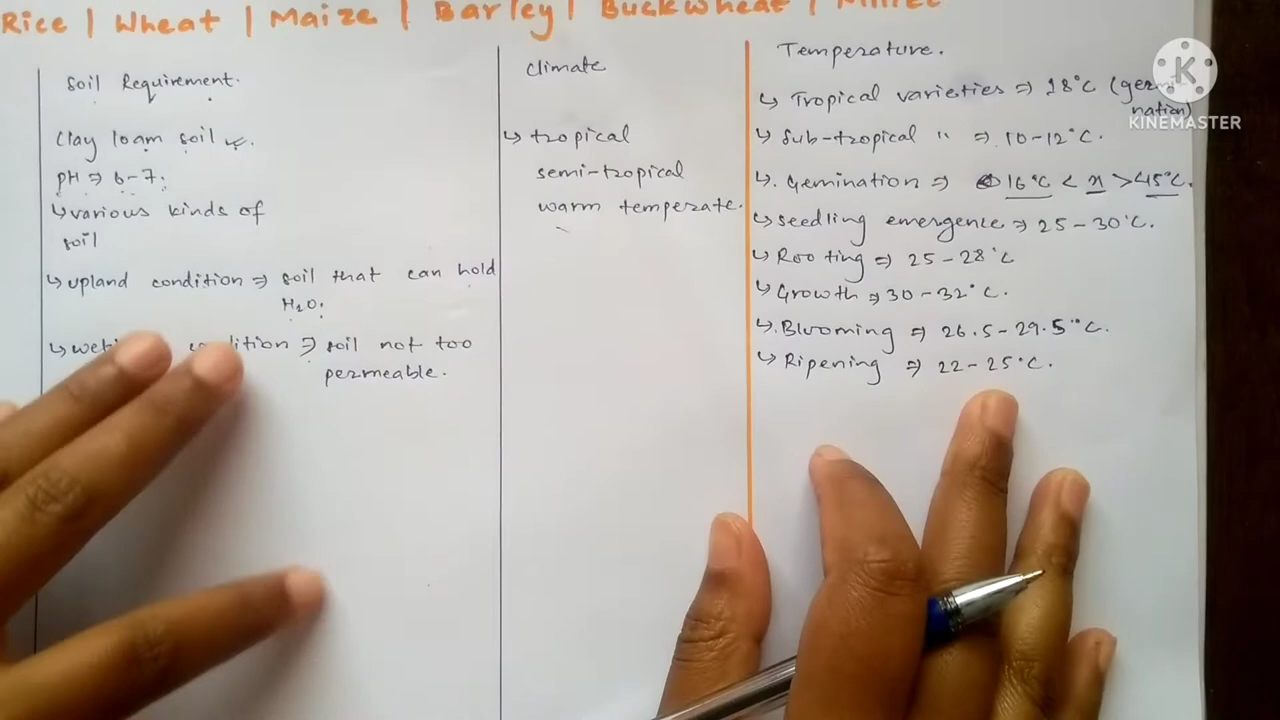 Rice | Wheat | Maize | Barley | Buckwheat | Millet
Soil Requirement.
Clay loam soil
pH ⇒ 6-7.
↳ various kinds of
soil
↳ upland condition ⇒ soil that can hold
H₂O.
condition ⇒ soil not too
permeable.
Climate
↳ tropical
semi-tropical
warm temperate.
Temperature.
↳ Tropical varieties ⇒ 18°C (germi
nation)
↳ Sub-tropical " ⇒ 10-12°C.
↳ Gemination ⇒ 16°C < n > 45°C.
↳ Seedling emergence ⇒ 25-30°C.
↳ Rooting ⇒ 25-28°C
↳ Growth ⇒ 30-32°C.
↳ Blooming ⇒ 26.5-29.5°C.
↳ Ripening ⇒ 22-25°C.
K
KINEMASTER